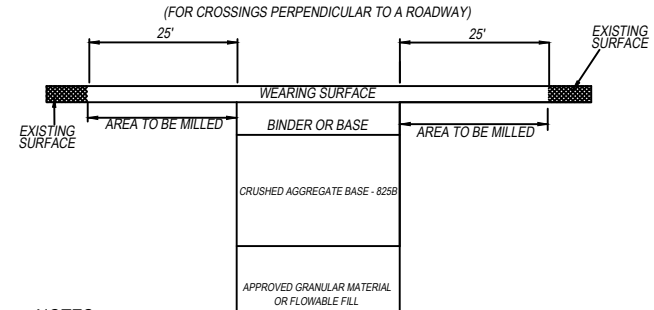 (FOR CROSSINGS PERPENDICULAR TO A ROADWAY)
25'
25'
EXISTING
SURFACE
WEARING SURFACE
EXISTING
SURFACE
AREA TO BE MILLED
BINDER OR BASE
AREA TO BE MILLED
CRUSHED AGGREGATE BASE - 825B
APPROVED GRANULAR MATERIAL
OR FLOWABLE FILL